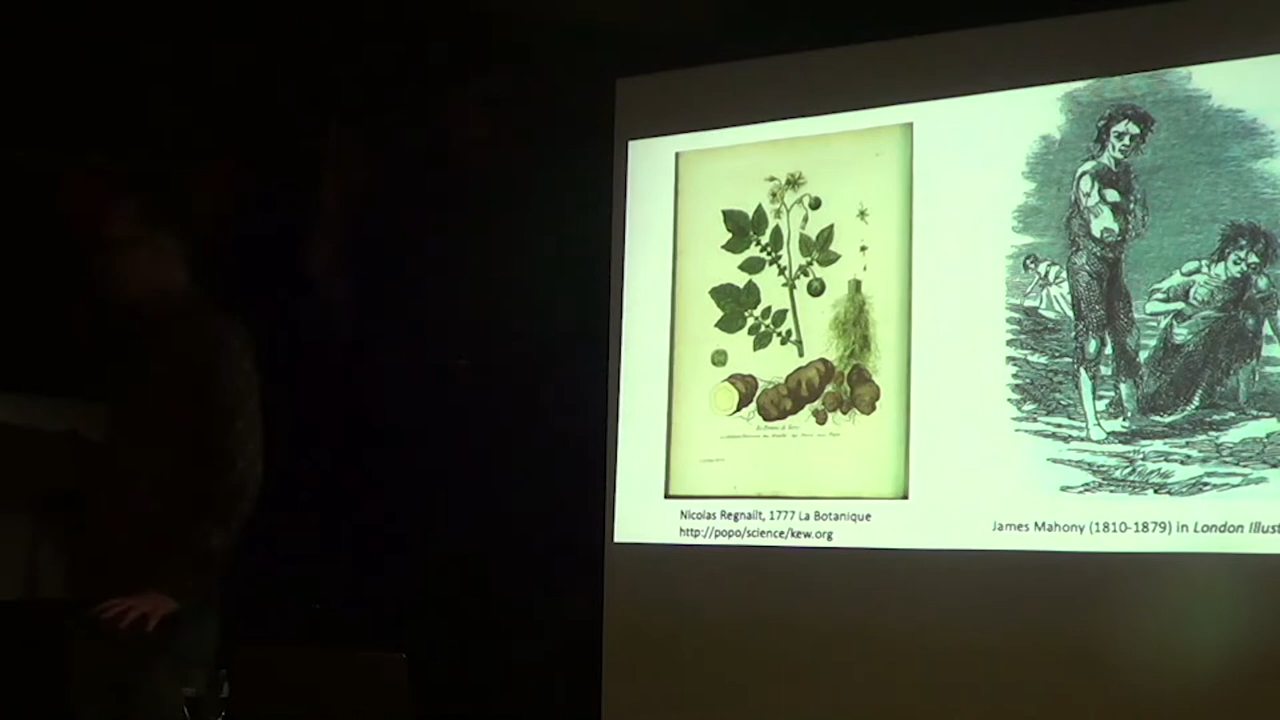 Nicolas Regnailt, 1777 La Botanique
http://popo/science/kew.org
James Mahony (1810-1879) in London Illust